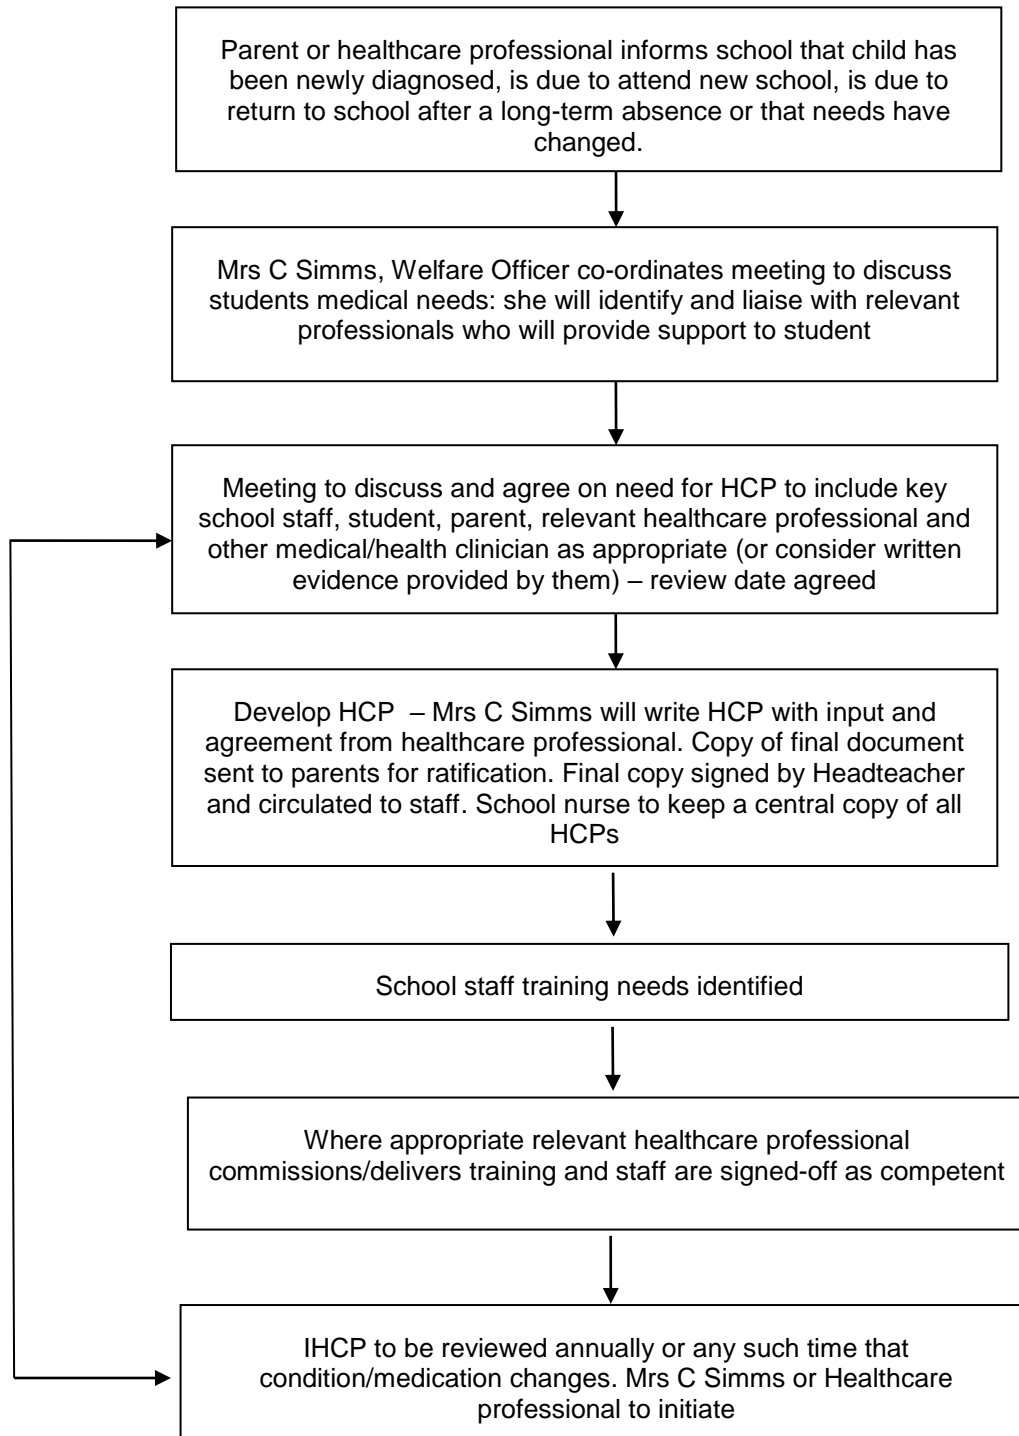 Parent or healthcare professional informs school that child has
been newly diagnosed, is due to attend new school, is due to
return to school after a long-term absence or that needs have
changed.
Mrs C Simms, Welfare Officer co-ordinates meeting to discuss
students medical needs: she will identify and liaise with relevant
professionals who will provide support to student
Meeting to discuss and agree on need for HCP to include key
school staff, student, parent, relevant healthcare professional and
other medical/health clinician as appropriate (or consider written
evidence provided by them) – review date agreed
Develop HCP – Mrs C Simms will write HCP with input and
agreement from healthcare professional. Copy of final document
sent to parents for ratification. Final copy signed by Headteacher
and circulated to staff. School nurse to keep a central copy of all
HCPs
School staff training needs identified
Where appropriate relevant healthcare professional
commissions/delivers training and staff are signed-off as competent
IHCP to be reviewed annually or any such time that
condition/medication changes. Mrs C Simms or Healthcare
professional to initiate